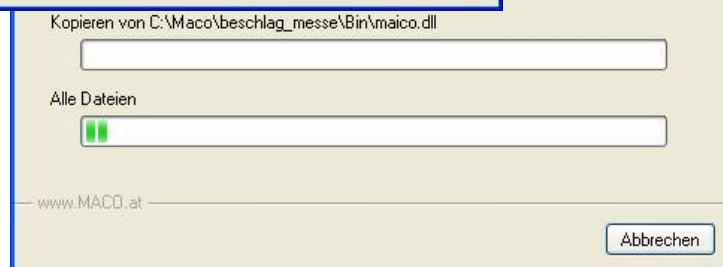 Kopieren von C:\Maco\beschlag_messe\Bin\maico.dll
Alle Dateien
www.MACO.at
Abbrechen